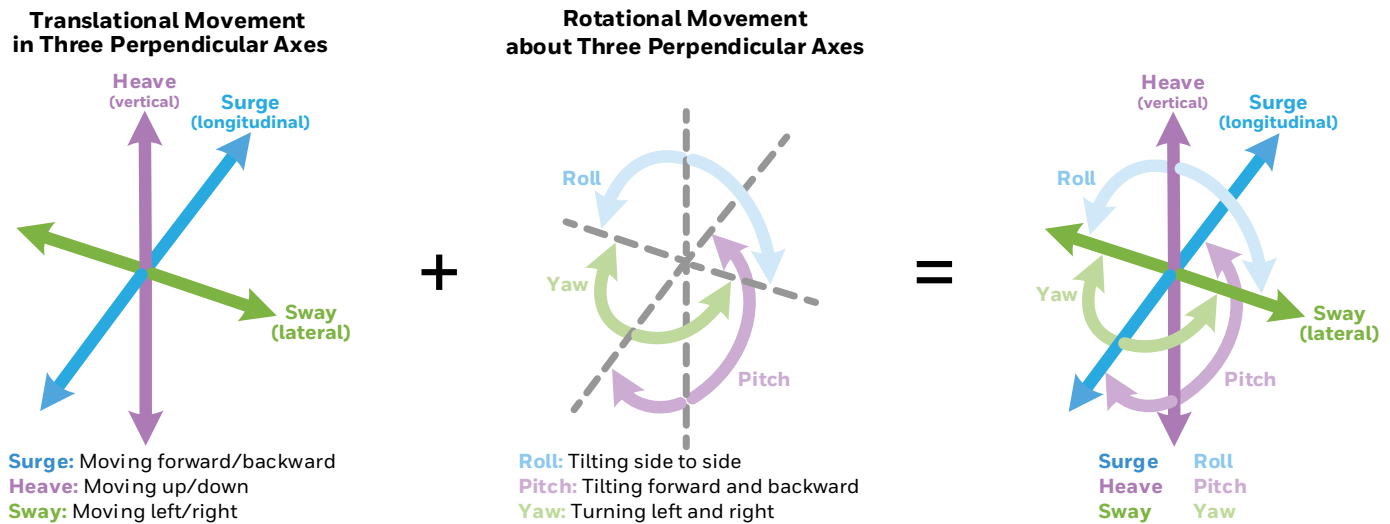 Translational Movement
in Three Perpendicular Axes
Heave
(vertical)
Surge
(longitudinal)
Sway
(lateral)
Surge: Moving forward/backward
Heave: Moving up/down
Sway: Moving left/right
+
Rotational Movement
about Three Perpendicular Axes
Roll
Yaw
Pitch
Roll: Tilting side to side
Pitch: Tilting forward and backward
Yaw: Turning left and right
=
Heave
(vertical)
Surge
(longitudinal)
Roll
Yaw
Sway
(lateral)
Pitch
Surge Roll
Heave Pitch
Sway Yaw